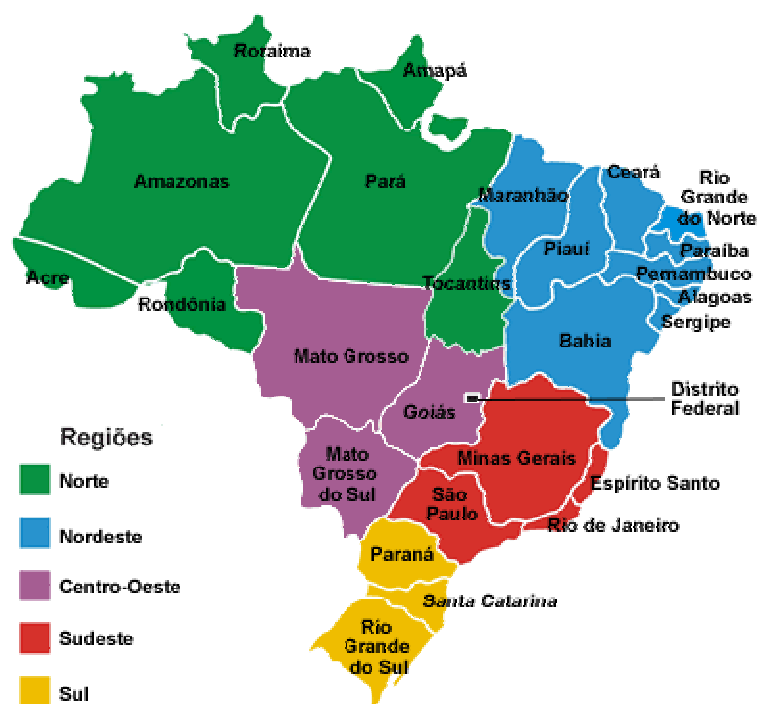 Roraima
Amapá
Amazonas
Pará
Maranhão
Ceará
Rio
Grande
do Norte
Piauí
Paraíba
Pernambuco
Alagoas
Sergipe
Acre
Rondônia
Tocantins
Bahia
Mato Grosso
Goiás
Distrito
Federal
Mato
Grosso
do Sul
Minas Gerais
Espírito Santo
São
Paulo
Rio de Janeiro
Paraná
Santa Catarina
Rio
Grande
do Sul
Regiões
Norte
Nordeste
Centro-Oeste
Sudeste
Sul